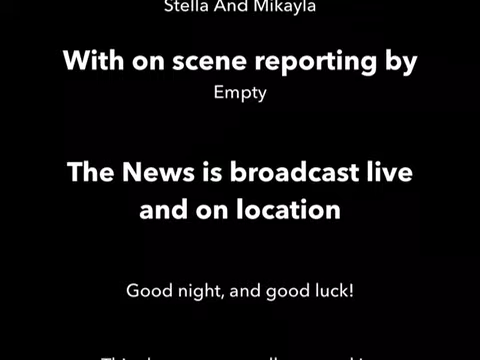 Stella And Mikayla
With on scene reporting by
Empty
The News is broadcast live
and on location
Good night, and good luck!